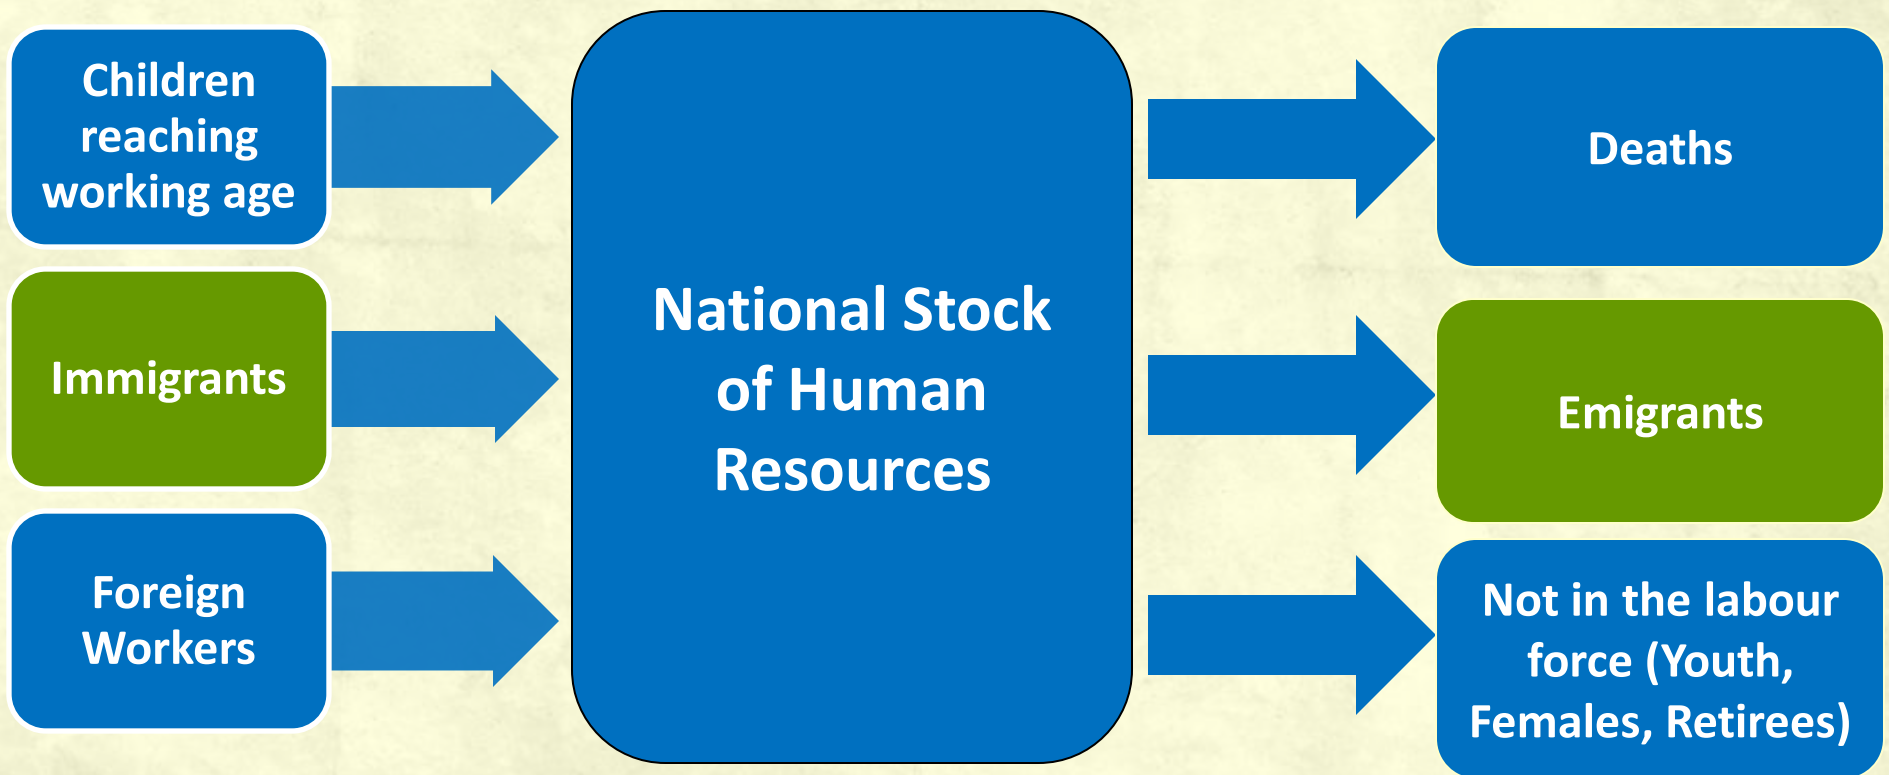 Children
reaching
working age
Immigrants
Foreign
Workers
National Stock
of Human
Resources
Deaths
Emigrants
Not in the labour
force (Youth,
Females, Retirees)